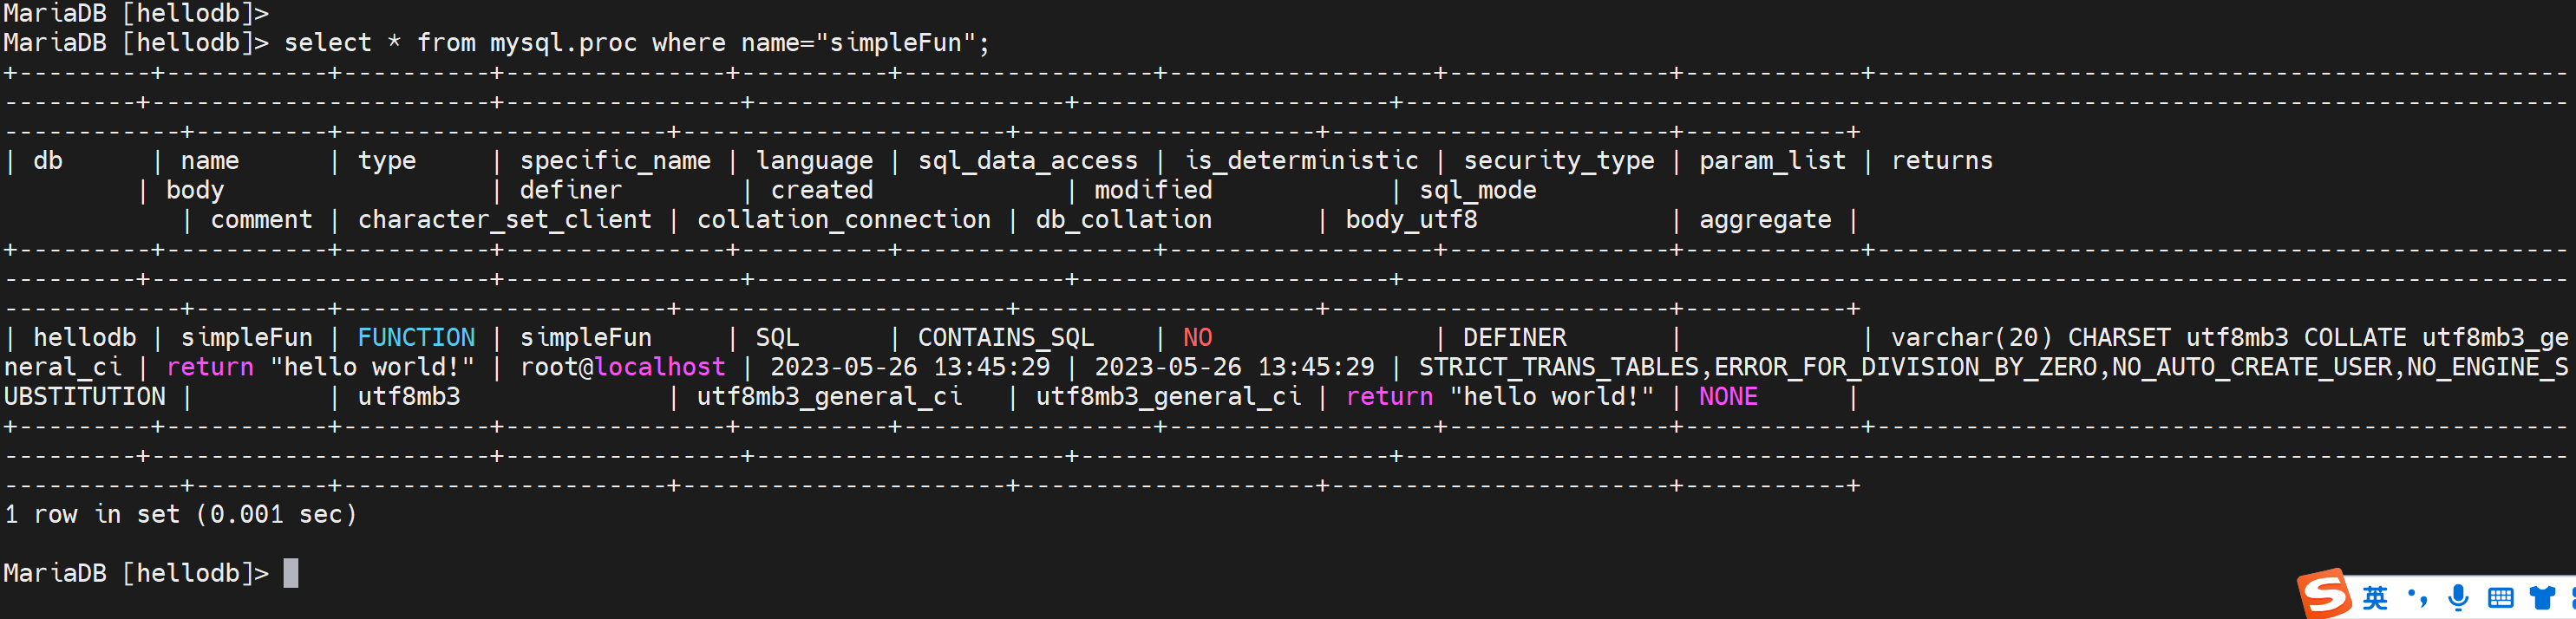 MariaDB [hellodb]>
MariaDB [hellodb]> select * from mysql.proc where name="simpleFun";
+---------+-----------+----------+---------------+----------+-----------------+------------------+---------------+------------+-----------------------------------------------
---------+-----------------------+----------------+---------------------+---------------------+-------------------------------------------------------------------------------
------------+---------+----------------------+----------------------+--------------------+-----------------------+-----------+
| db      | name      | type     | specific_name | language | sql_data_access | is_deterministic | security_type | param_list | returns
         | body                  | definer        | created             | modified            | sql_mode
            | comment | character_set_client | collation_connection | db_collation       | body_utf8             | aggregate |
+---------+-----------+----------+---------------+----------+-----------------+------------------+---------------+------------+-----------------------------------------------
---------+-----------------------+----------------+---------------------+---------------------+-------------------------------------------------------------------------------
------------+---------+----------------------+----------------------+--------------------+-----------------------+-----------+
| hellodb | simpleFun | FUNCTION | simpleFun     | SQL      | CONTAINS_SQL    | NO               | DEFINER       |            | varchar(20) CHARSET utf8mb3 COLLATE utf8mb3_ge
neral_ci | return "hello world!" | root@localhost | 2023-05-26 13:45:29 | 2023-05-26 13:45:29 | STRICT_TRANS_TABLES,ERROR_FOR_DIVISION_BY_ZERO,NO_AUTO_CREATE_USER,NO_ENGINE_S
UBSTITUTION |         | utf8mb3              | utf8mb3_general_ci   | utf8mb3_general_ci | return "hello world!" | NONE      |
+---------+-----------+----------+---------------+----------+-----------------+------------------+---------------+------------+-----------------------------------------------
---------+-----------------------+----------------+---------------------+---------------------+-------------------------------------------------------------------------------
------------+---------+----------------------+----------------------+--------------------+-----------------------+-----------+
1 row in set (0.001 sec)
MariaDB [hellodb]>
S 英